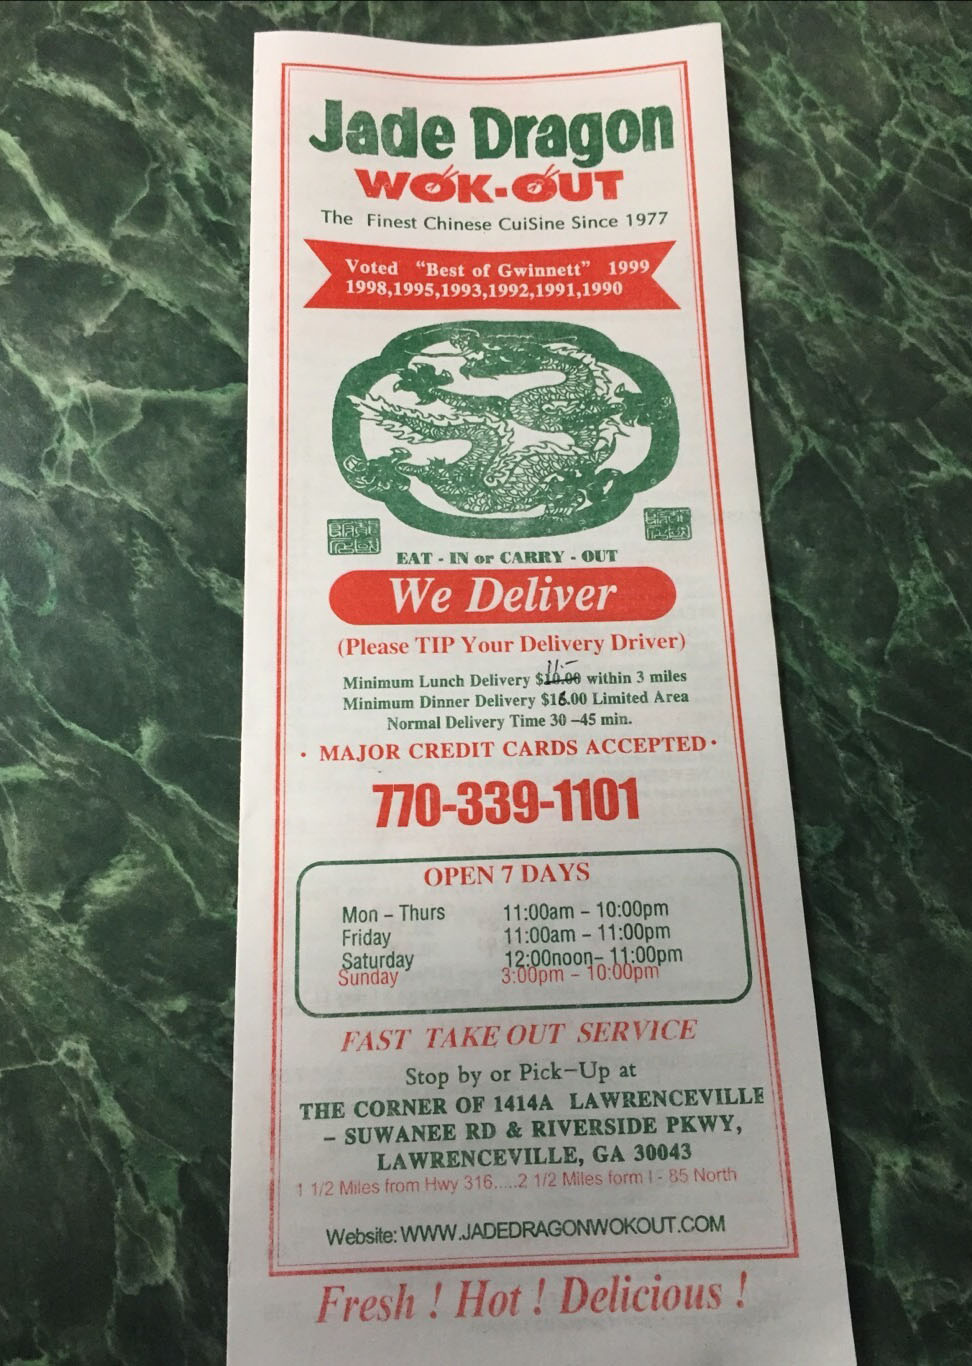 Jade Dragon
WOK-OUT
The Finest Chinese CuiSine Since 1977
Voted "Best of Gwinnett" 1999
1998,1995,1993,1992,1991,1990
EAT - IN or CARRY - OUT
We Deliver
(Please TIP Your Delivery Driver)
11.-
Minimum Lunch Delivery $10.00 within 3 miles
Minimum Dinner Delivery $16.00 Limited Area
Normal Delivery Time 30 –45 min.
· MAJOR CREDIT CARDS ACCEPTED ·
770-339-1101
OPEN 7 DAYS
Mon – Thurs 11:00am – 10:00pm
Friday 11:00am – 11:00pm
Saturday 12:00noon– 11:00pm
Sunday 3:00pm – 10:00pm
FAST TAKE OUT SERVICE
Stop by or Pick-Up at
THE CORNER OF 1414A LAWRENCEVILLE
– SUWANEE RD & RIVERSIDE PKWY,
LAWRENCEVILLE, GA 30043
1 1/2 Miles from Hwy 316.....2 1/2 Miles form I - 85 North
Website: WWW.JADEDRAGONWOKOUT.COM
Fresh ! Hot ! Delicious !